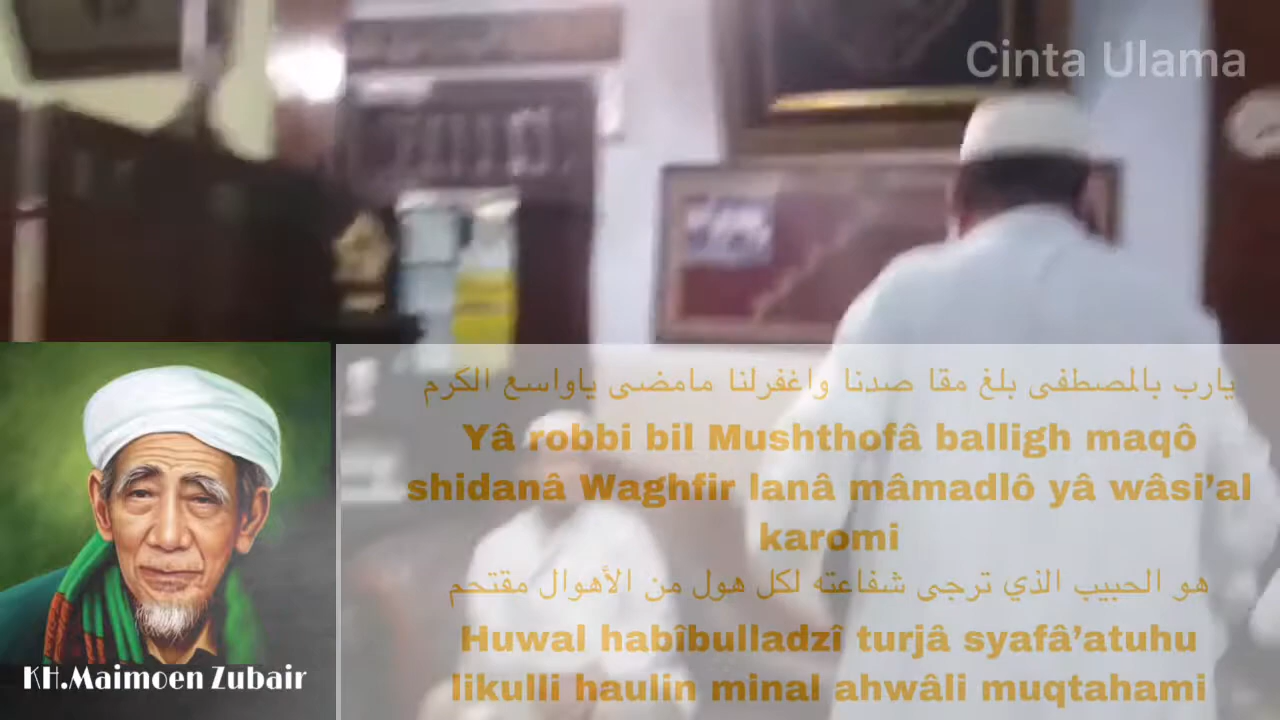 Cinta Ulama
يارب بالمصطفى بلغ مقا صدنا واغفرلنا مامضى ياواسع الكرم
Yâ robbi bil Mushthofâ balligh maqô
shidanâ Waghfir lanâ mâmadlô yâ wâsi’al
karomi
هو الحبيب الذي ترجى شفاعته لكل هول من الأهوال مقتحم
Huwal habîbulladzî turjâ syafâ’atuhu
likulli haulin minal ahwâli muqtahami
KH.Maimoen Zubair